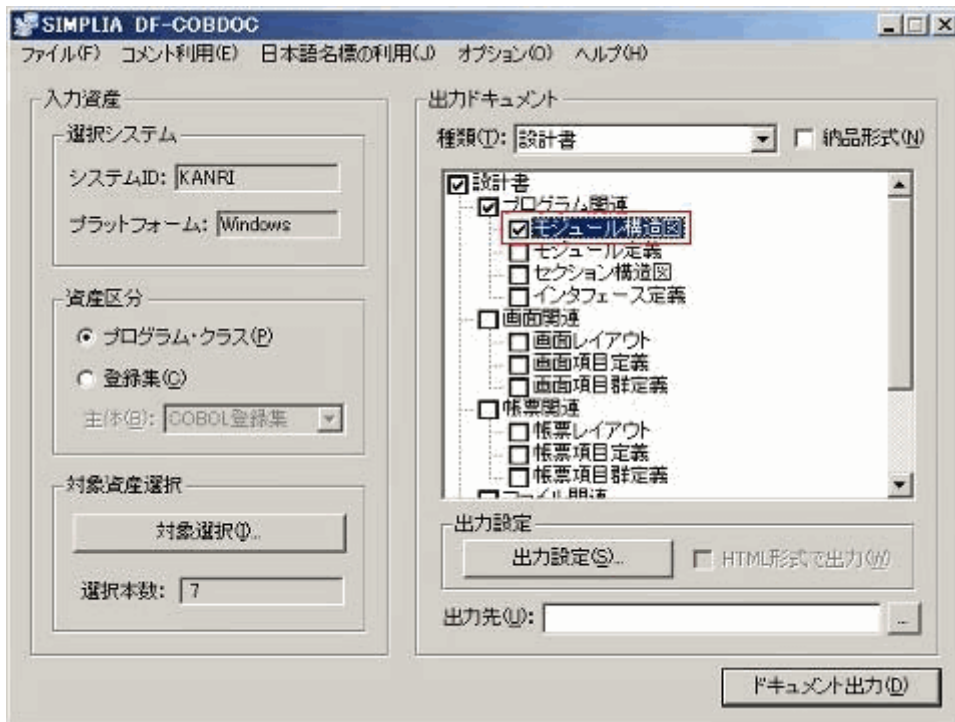 SIMPLIA DF-COBDOC
ファイル(F) コメント利用(E) 日本語名標の利用(J) オプション(O) ヘルプ(H)
入力資産
選択システム
システムID: KANRI
プラットフォーム: Windows
資産区分
プログラム・クラス(P)
登録集(C)
主体(B): COBOL登録集
対象資産選択
対象選択(I)...
選択本数: 7
出力ドキュメント
種類(T): 設計書
納品形式(N)
設計書
プログラム関連
モジュール構造図
モジュール定義
セクション構造図
インタフェース定義
画面関連
画面レイアウト
画面項目定義
画面項目群定義
帳票関連
帳票レイアウト
帳票項目定義
帳票項目群定義
ファイル関連
出力設定
出力設定(S)...
HTML形式で出力(W)
出力先(U):
...
ドキュメント出力(D)